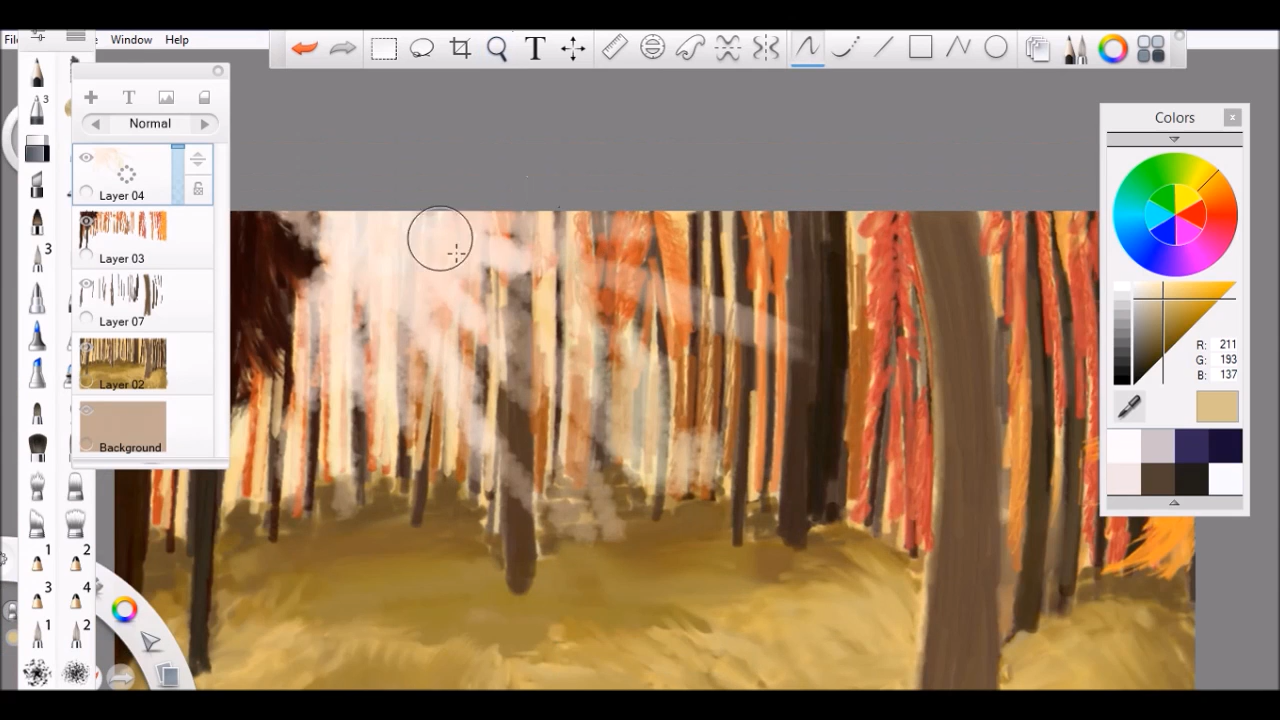 Window Help
3
T
T
Normal
Layer 04
Layer 03
3
Layer 07
Layer 02
Background
1 2
3 4
1 2
Colors
R: 211
G: 193
B: 137